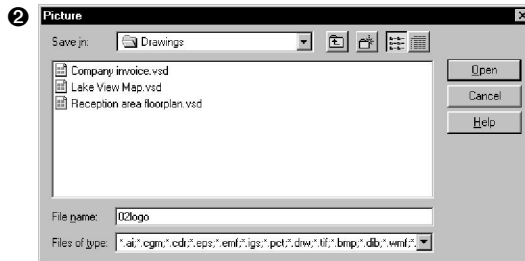 ❷ Picture
Save in: Drawings
Company invoice.vsd
Lake View Map.vsd
Reception area floorplan.vsd
Open
Cancel
Help
File name: 02logo
Files of type: *.ai;*.cgm;*.cdr;*.eps;*.emf;*.igs;*.pct;*.drw;*.tif;*.bmp;*.dib;*.wmf;*.